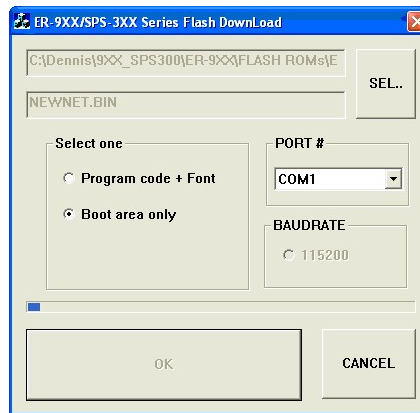 ER-9XX/SPS-3XX Series Flash DownLoad
C:\Dennis\9XX_SPS300\ER-9XX\FLASH ROMs\E
SEL..
NEWNET.BIN
Select one
PORT #
Program code + Font
COM1
Boot area only
BAUDRATE
115200
OK
CANCEL